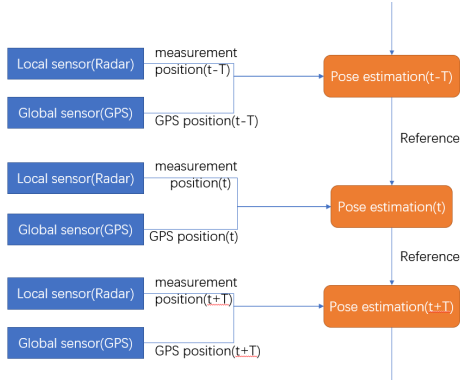 measurement
Local sensor(Radar)
position(t-T)
Pose estimation(t-T)
Global sensor(GPS)
GPS position(t-T)
Reference
measurement
Local sensor(Radar)
position(t)
Pose estimation(t)
Global sensor(GPS)
GPS position(t)
Reference
measurement
Local sensor(Radar)
position(t+T)
Pose estimation(t+T)
Global sensor(GPS)
GPS position(t+T)